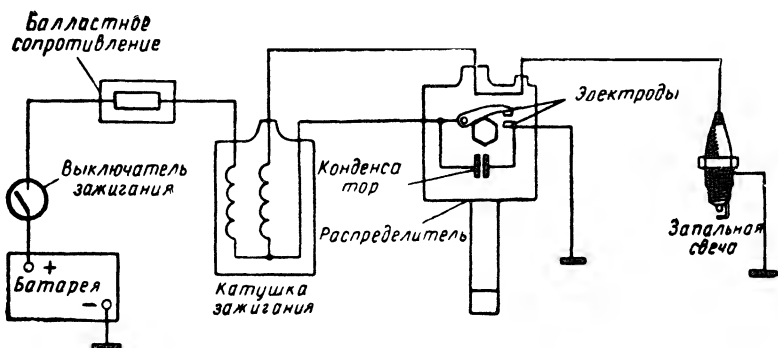 Балластное
сопротивление
Электроды
Выключатель
зажигания
Конденса
тор
Распределитель
Запальная
свеча
+
Батарея
-
Катушка
зажигания